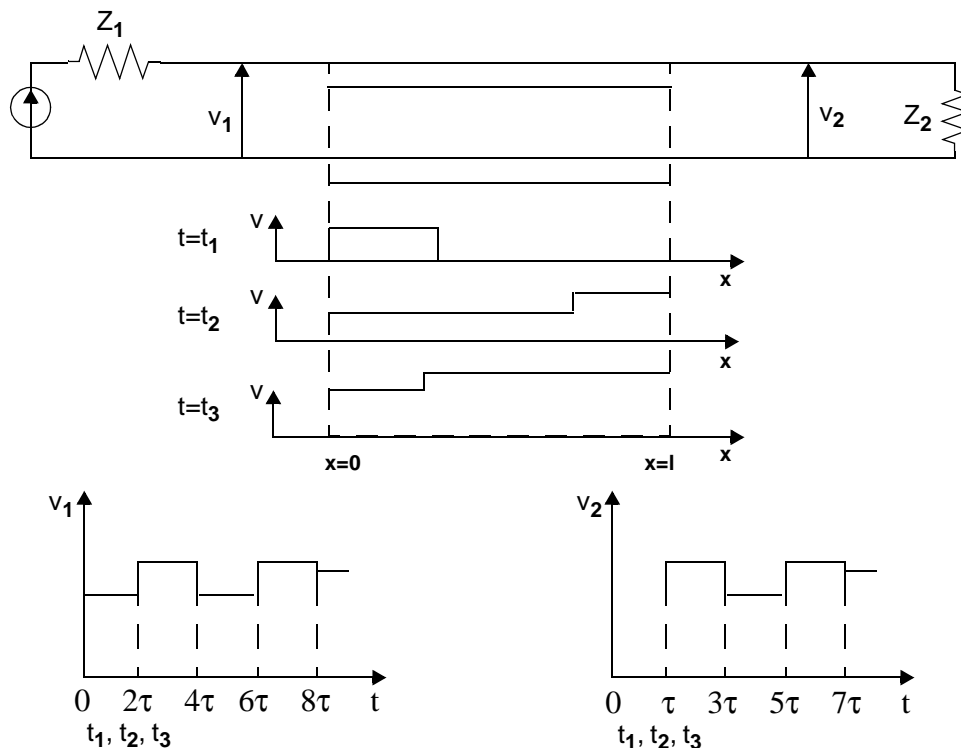 Z1
v1
v2
Z2
t=t1
v
x
t=t2
v
x
t=t3
v
x
x=0
x=l
v1
0 2τ 4τ 6τ 8τ t
t1, t2, t3
v2
0 τ 3τ 5τ 7τ t
t1, t2, t3